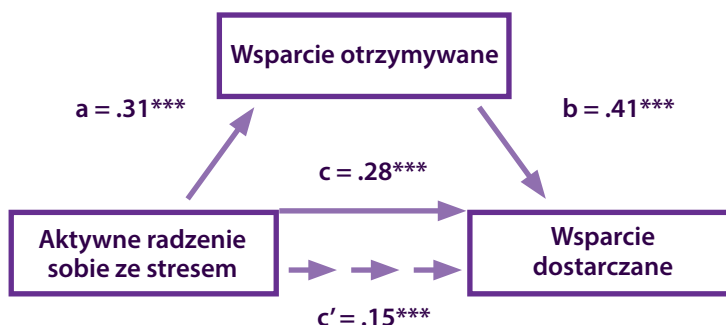 Wsparcie otrzymywane
a = .31***
b = .41***
c = .28***
Aktywne radzenie
sobie ze stresem
Wsparcie
dostarczane
c’ = .15***